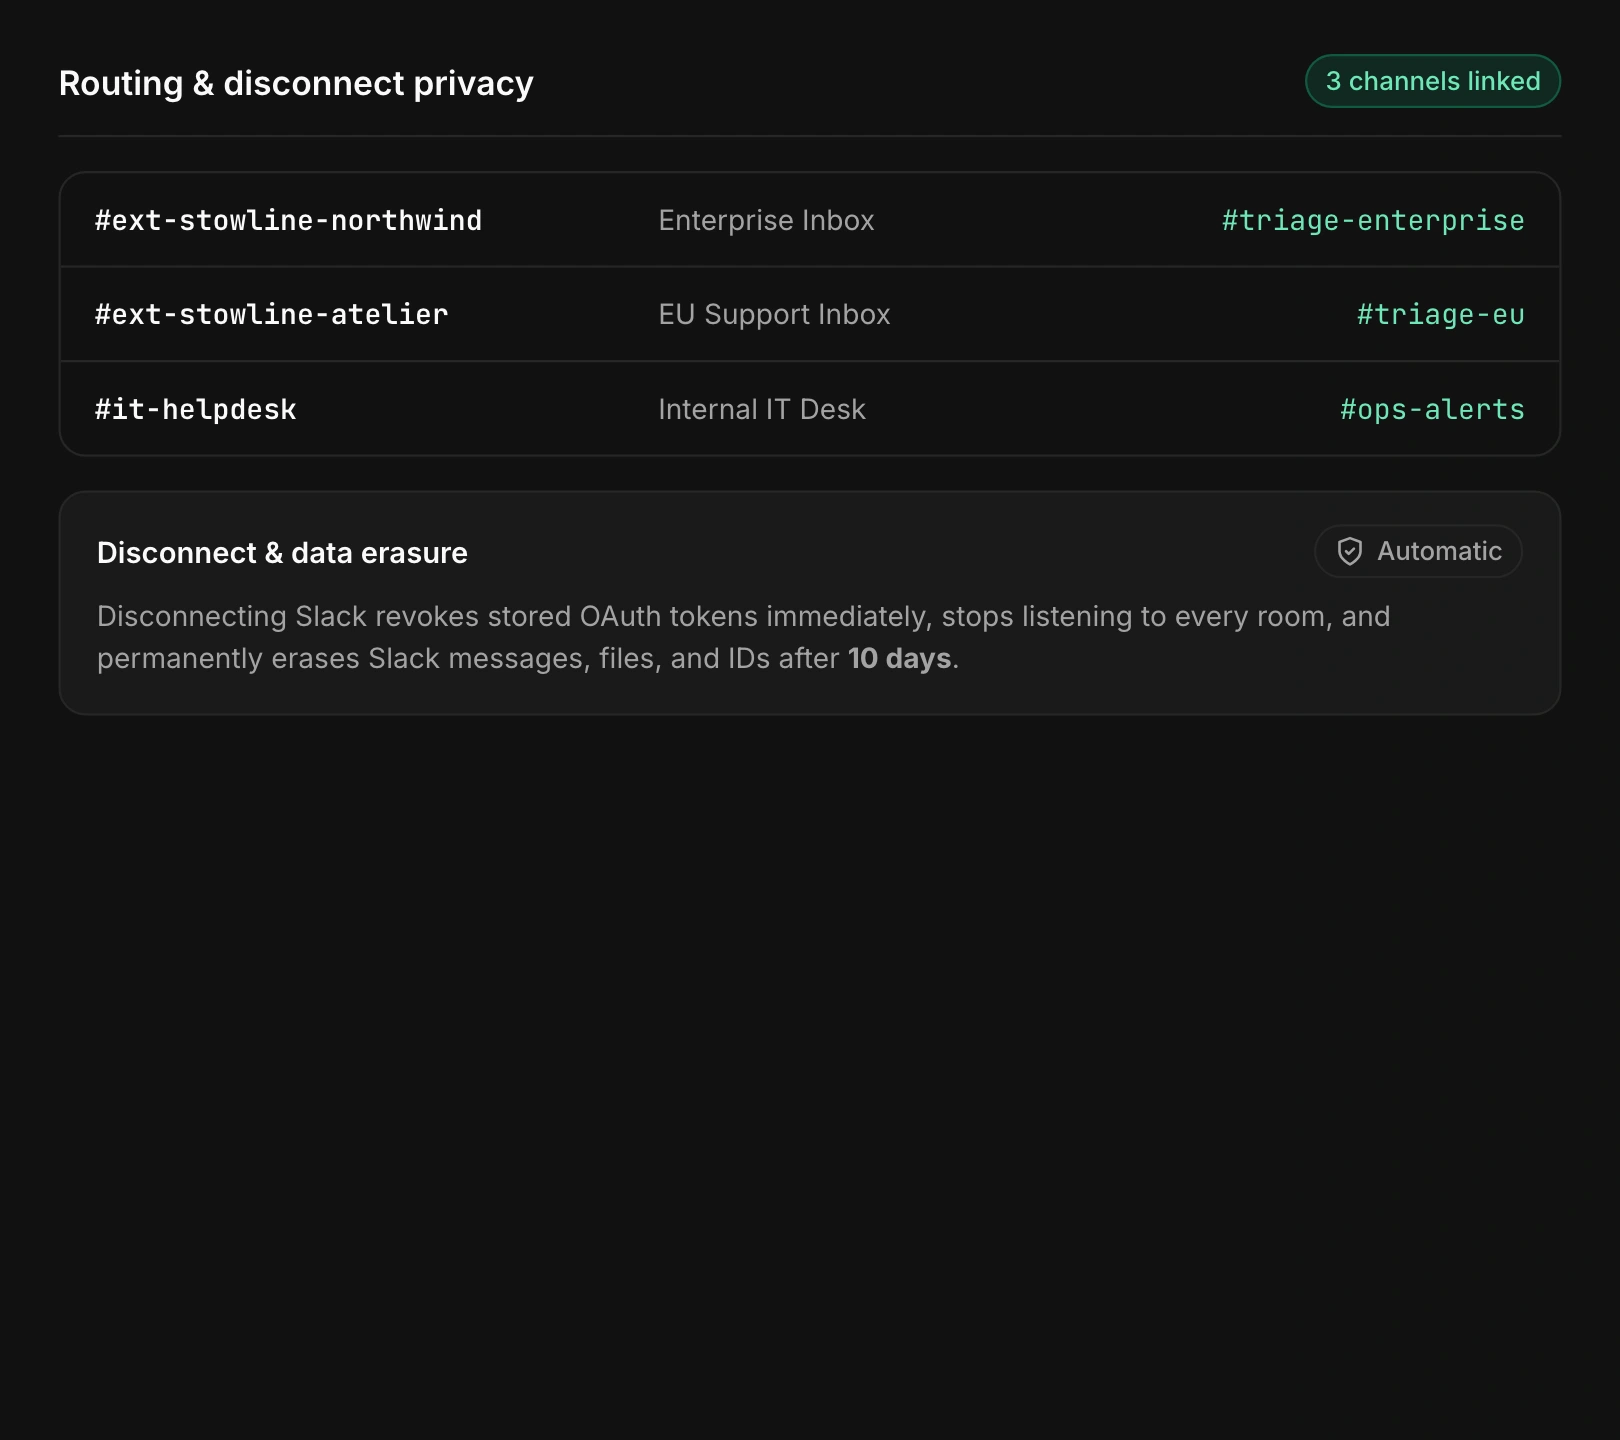 Routing & disconnect privacy
3 channels linked
#ext-stowline-northwind Enterprise Inbox #triage-enterprise
#ext-stowline-atelier EU Support Inbox #triage-eu
#it-helpdesk Internal IT Desk #ops-alerts
Disconnect & data erasure
Automatic
Disconnecting Slack revokes stored OAuth tokens immediately, stops listening to every room, and
permanently erases Slack messages, files, and IDs after 10 days.